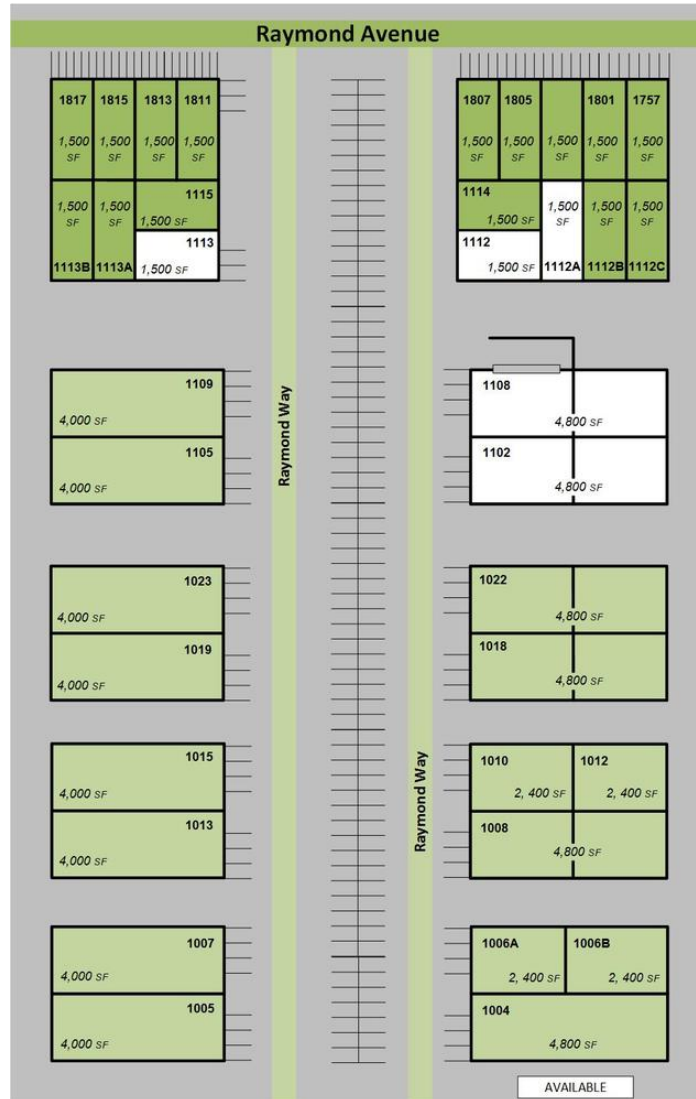 Raymond Avenue
1817 1815 1813 1811
1,500 SF 1,500 SF 1,500 SF 1,500 SF
1,500 SF 1,500 SF
1115
1,500 SF
1113
1113B 1113A 1,500 SF
1807 1805 1801 1757
1,500 SF 1,500 SF 1,500 SF 1,500 SF 1,500 SF
1114
1,500 SF
1,500 SF 1,500 SF 1,500 SF
1112
1,500 SF
1112A 1112B 1112C
Raymond Way
1109
4,000 SF
1105
4,000 SF
1108
4,800 SF
1102
4,800 SF
1023
4,000 SF
1019
4,000 SF
1022
4,800 SF
1018
4,800 SF
Raymond Way
1015
4,000 SF
1013
4,000 SF
1010 1012
2, 400 SF 2, 400 SF
1008
4,800 SF
1007
4,000 SF
1005
4,000 SF
1006A 1006B
2, 400 SF 2, 400 SF
1004
4,800 SF
AVAILABLE